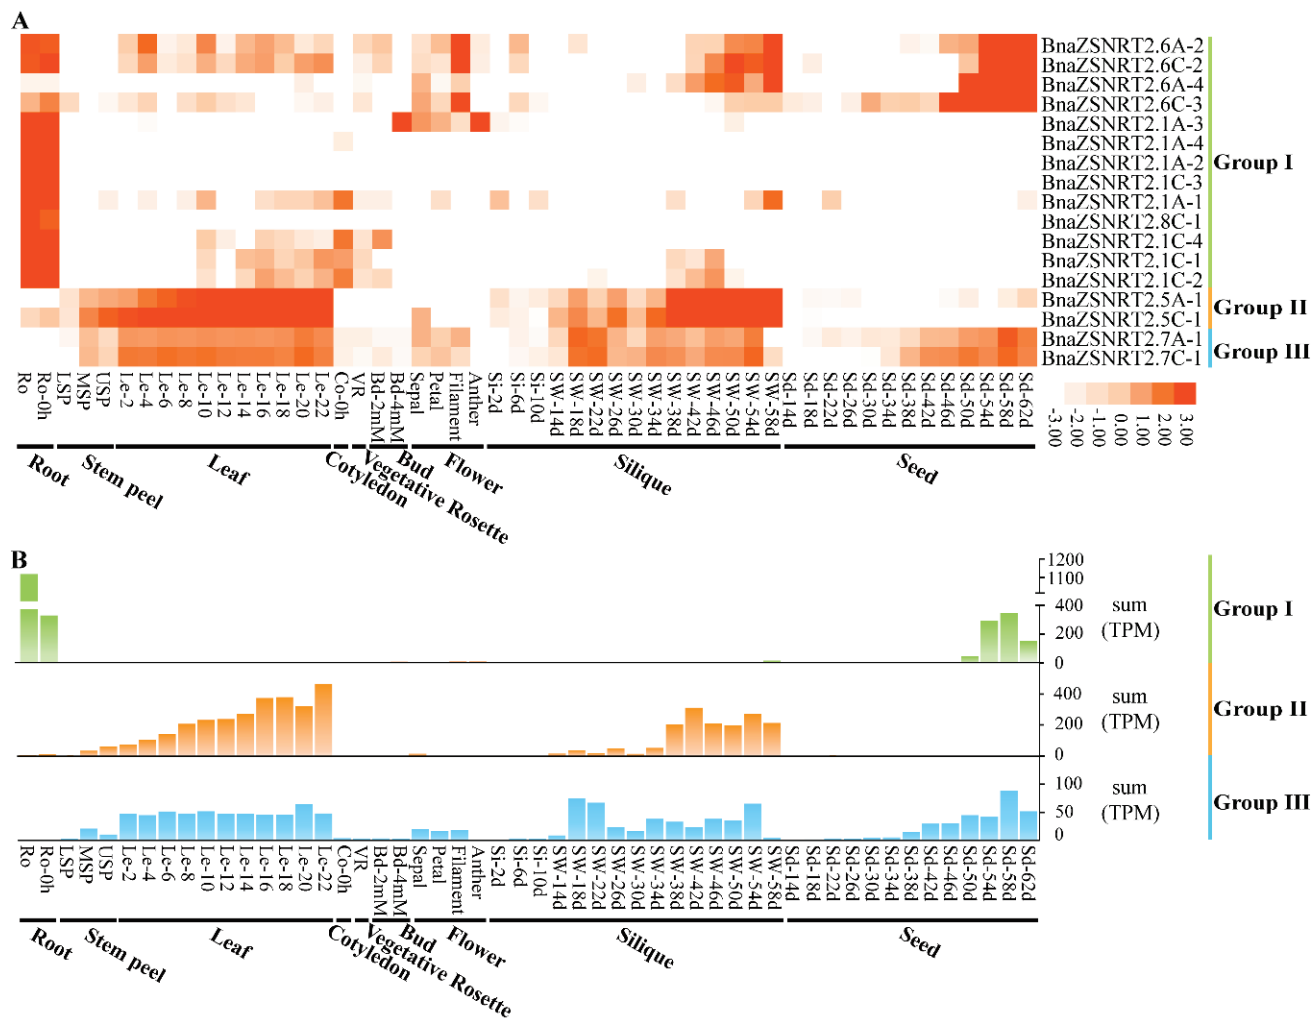 A
BnaZSNRT2.6A-2
BnaZSNRT2.6C-2
BnaZSNRT2.6A-4
BnaZSNRT2.6C-3
BnaZSNRT2.1A-3
BnaZSNRT2.1A-4
BnaZSNRT2.1A-2
BnaZSNRT2.1C-3
BnaZSNRT2.1A-1
BnaZSNRT2.8C-1
BnaZSNRT2.1C-4
BnaZSNRT2.1C-1
BnaZSNRT2.1C-2
BnaZSNRT2.5A-1
BnaZSNRT2.5C-1
BnaZSNRT2.7A-1
BnaZSNRT2.7C-1
Group I
Group II
Group III
Ro Ro-0h LSP MSP USP Le-2 Le-4 Le-6 Le-8 Le-10 Le-12 Le-14 Le-16 Le-18 Le-20 Le-22 Co-0h VR Bd-2mM Bd-4mM Sepal Petal Filament Anther Si-2d Si-6d Si-10d SW-14d SW-18d SW-22d SW-26d SW-30d SW-34d SW-38d SW-42d SW-46d SW-50d SW-54d SW-58d Sd-14d Sd-18d Sd-22d Sd-26d Sd-30d Sd-34d Sd-38d Sd-42d Sd-46d Sd-50d Sd-54d Sd-58d Sd-62d
-3.00 -2.00 -1.00 0.00 1.00 2.00 3.00
Root Stem peel Leaf Cotyledon Vegetative Rosette Bud Flower Silique Seed
B
1200
1100
400
200
0
sum
(TPM)
Group I
400
200
0
sum
(TPM)
Group II
100
50
0
sum
(TPM)
Group III
Ro Ro-0h LSP MSP USP Le-2 Le-4 Le-6 Le-8 Le-10 Le-12 Le-14 Le-16 Le-18 Le-20 Le-22 Co-0h VR Bd-2mM Bd-4mM Sepal Petal Filament Anther Si-2d Si-6d Si-10d SW-14d SW-18d SW-22d SW-26d SW-30d SW-34d SW-38d SW-42d SW-46d SW-50d SW-54d SW-58d Sd-14d Sd-18d Sd-22d Sd-26d Sd-30d Sd-34d Sd-38d Sd-42d Sd-46d Sd-50d Sd-54d Sd-58d Sd-62d
Root Stem peel Leaf Cotyledon Vegetative Rosette Bud Flower Silique Seed